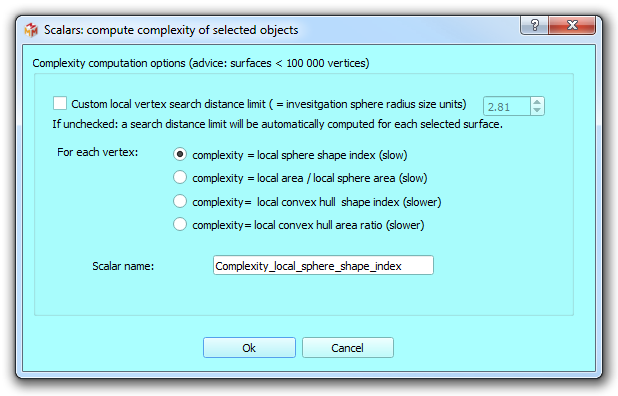 Scalars: compute complexity of selected objects
Complexity computation options (advice: surfaces < 100 000 vertices)
Custom local vertex search distance limit ( = invesitgation sphere radius size units) 2.81
If unchecked: a search distance limit will be automatically computed for each selected surface.
For each vertex: complexity = local sphere shape index (slow)
complexity = local area / local sphere area (slow)
complexity= local convex hull shape index (slower)
complexity= local convex hull area ratio (slower)
Scalar name: Complexity_local_sphere_shape_index
Ok Cancel